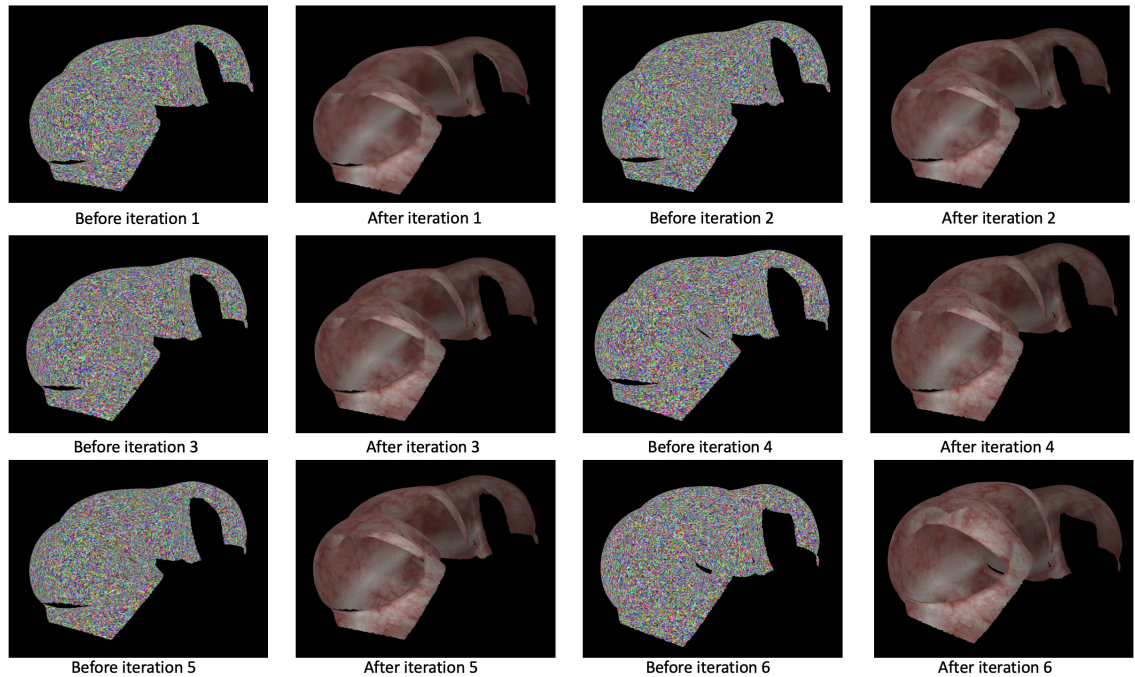 Before iteration 1
After iteration 1
Before iteration 2
After iteration 2
Before iteration 3
After iteration 3
Before iteration 4
After iteration 4
Before iteration 5
After iteration 5
Before iteration 6
After iteration 6